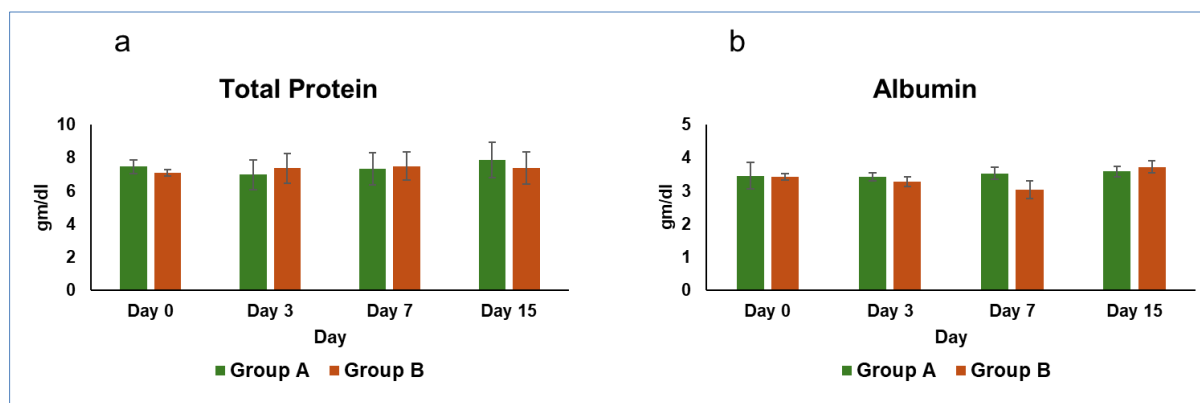 a
Total Protein
10
8
6
4
2
0
gm/dl
Day 0 Day 3 Day 7 Day 15
Day
Group A Group B
b
Albumin
5
4
3
2
1
0
gm/dl
Day 0 Day 3 Day 7 Day 15
Day
Group A Group B